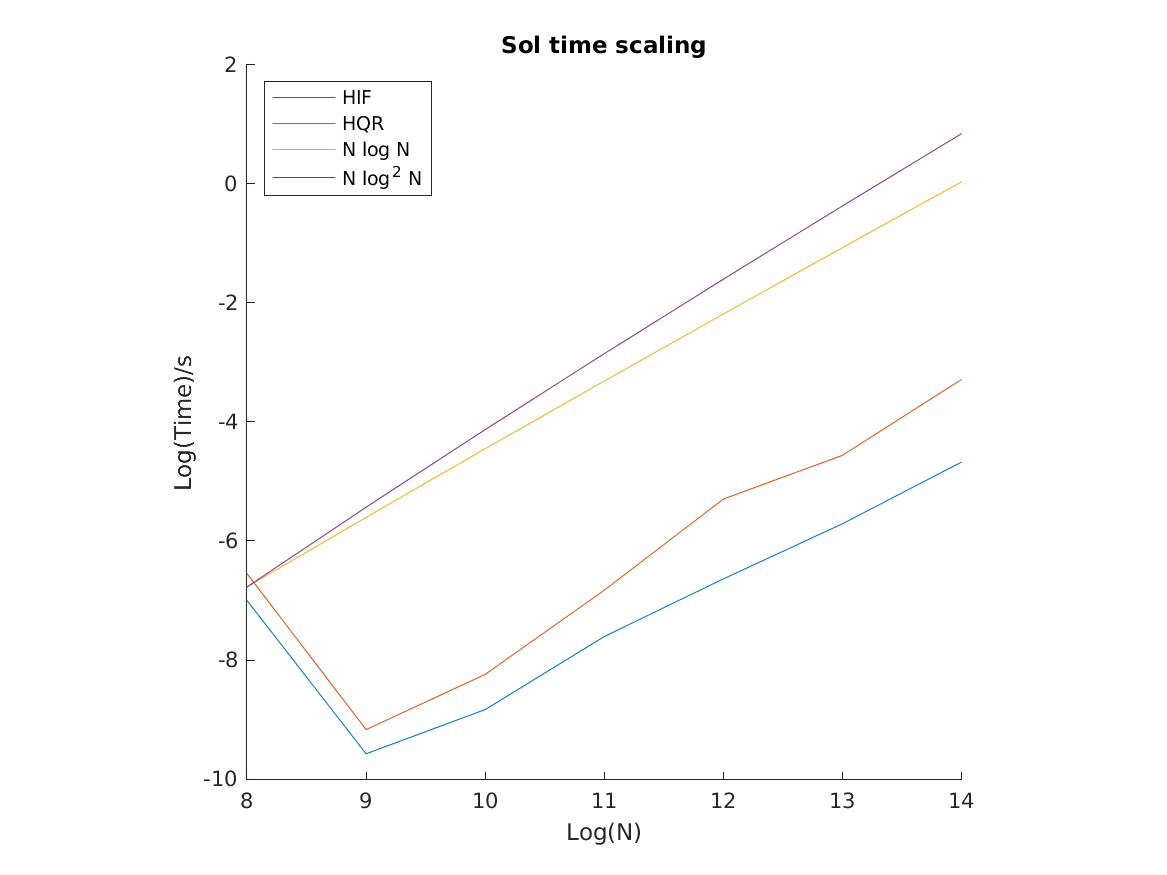 Sol time scaling
HIF
HQR
N log N
N log² N
2
0
-2
-4
-6
-8
-10
Log(Time)/s
8 9 10 11 12 13 14
Log(N)